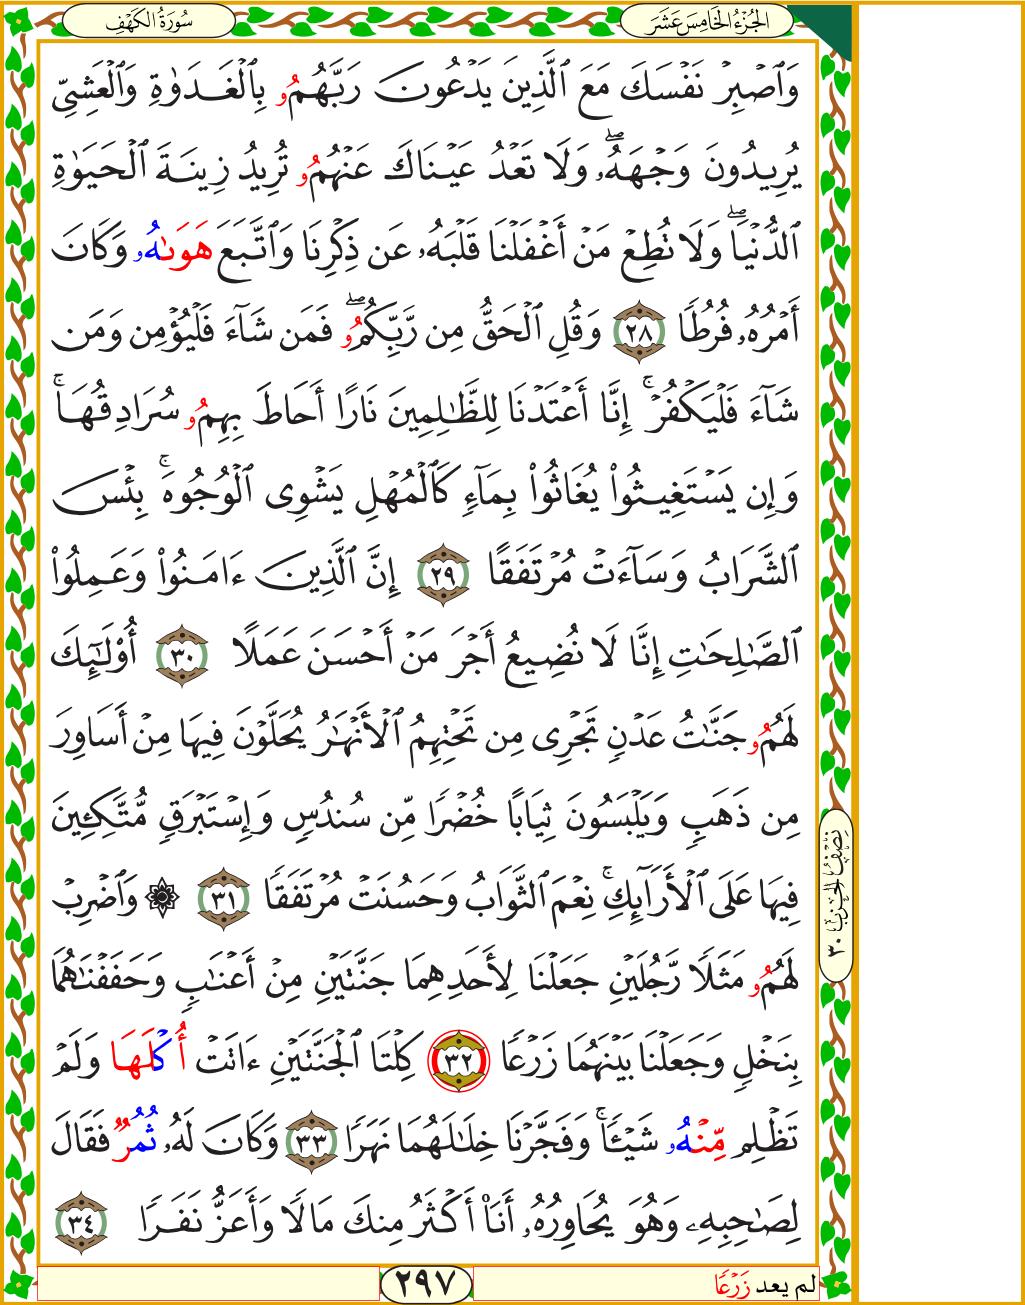 سُورَةُ الكَهْفِ
الجُزْءُ الخَامِسَ عَشَرَ
وَٱصۡبِرۡ نَفۡسَكَ مَعَ ٱلَّذِينَ يَدۡعُونَ رَبَّهُمُۥ بِٱلۡغَدَوٰةِ وَٱلۡعَشِيِّ
يُرِيدُونَ وَجۡهَهُۥۖ وَلَا تَعۡدُ عَيۡنَاكَ عَنۡهُمُۥ تُرِيدُ زِينَةَ ٱلۡحَيَوٰةِ
ٱلدُّنۡيَاۖ وَلَا تُطِعۡ مَنۡ أَغۡفَلۡنَا قَلۡبَهُۥ عَن ذِكۡرِنَا وَٱتَّبَعَ هَوَىٰهُۥ وَكَانَ
أَمۡرُهُۥ فُرُطٗا ٢٨ وَقُلِ ٱلۡحَقُّ مِن رَّبِّكُمُۥۖ فَمَن شَآءَ فَلۡيُؤۡمِن وَمَن
شَآءَ فَلۡيَكۡفُرۡۚ إِنَّآ أَعۡتَدۡنَا لِلظَّٰلِمِينَ نَارًا أَحَاطَ بِهِمُۥ سُرَادِقُهَاۚ
وَإِن يَسۡتَغِيثُواْ يُغَاثُواْ بِمَآءٖ كَٱلۡمُهۡلِ يَشۡوِي ٱلۡوُجُوهَۚ بِئۡسَ
ٱلشَّرَابُ وَسَآءَتۡ مُرۡتَفَقًا ٢٩ إِنَّ ٱلَّذِينَ ءَامَنُواْ وَعَمِلُواْ
ٱلصَّٰلِحَٰتِ إِنَّا لَا نُضِيعُ أَجۡرَ مَنۡ أَحۡسَنَ عَمَلًا ٣٠ أُوْلَٰٓئِكَ
لَهُمُۥ جَنَّٰتُ عَدۡنٖ تَجۡرِي مِن تَحۡتِهِمُ ٱلۡأَنۡهَٰرُ يُحَلَّوۡنَ فِيهَا مِنۡ أَسَاوِرَ
مِن ذَهَبٖ وَيَلۡبَسُونَ ثِيَابًا خُضۡرٗا مِّن سُندُسٖ وَإِسۡتَبۡرَقٖ مُّتَّكِـِٔينَ
فِيهَا عَلَى ٱلۡأَرَآئِكِۚ نِعۡمَ ٱلثَّوَابُ وَحَسُنَتۡ مُرۡتَفَقٗا ٣١ ۞ وَٱضۡرِبۡ
لَهُمُۥ مَثَلٗا رَّجُلَيۡنِ جَعَلۡنَا لِأَحَدِهِمَا جَنَّتَيۡنِ مِنۡ أَعۡنَٰبٖ وَحَفَفۡنَٰهُمَا
بِنَخۡلٖ وَجَعَلۡنَا بَيۡنَهُمَا زَرۡعٗا ٣٢ كِلۡتَا ٱلۡجَنَّتَيۡنِ ءَاتَتۡ أُكۡلَهَا وَلَمۡ
تَظۡلِم مِّنۡهُۥ شَيۡـٔٗاۚ وَفَجَّرۡنَا خِلَٰلَهُمَا نَهَرٗا ٣٣ وَكَانَ لَهُۥ ثُمُرٞ فَقَالَ
لِصَٰحِبِهِۦ وَهُوَ يُحَاوِرُهُۥٓ أَنَا۠ أَكۡثَرُ مِنكَ مَالٗا وَأَعَزُّ نَفَرٗا ٣٤
نِصْفُ الحِزْب ٣٠
٢٩٧
لم يعد زَرۡعٗا